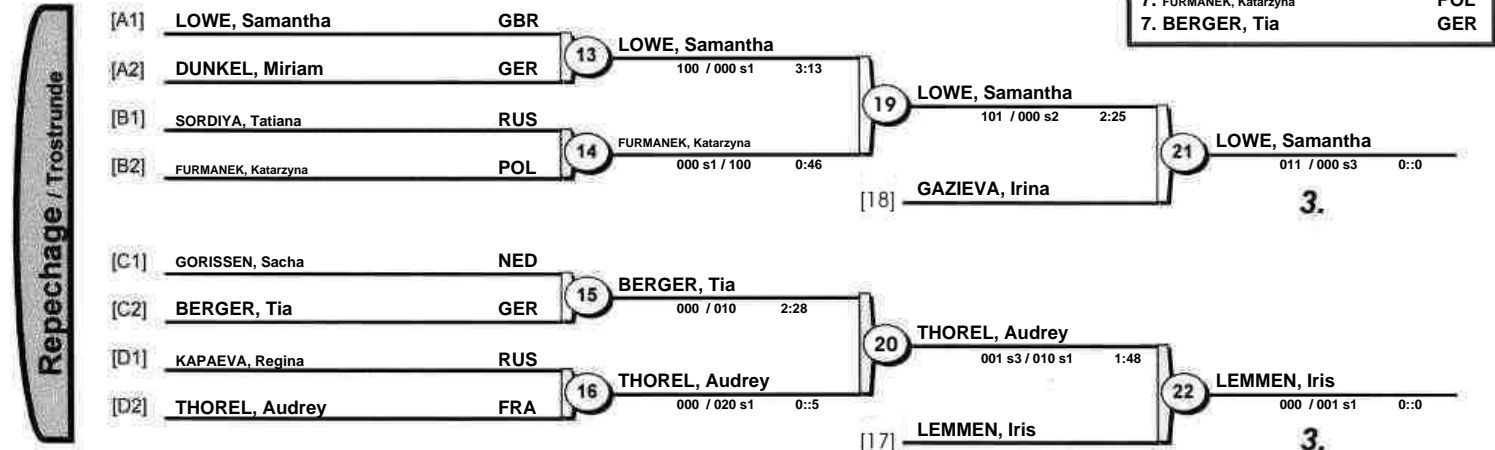 7. FURMANEK, Katarzyna POL
7. BERGER, Tia GER
Repechage / Trostrunde
[A1] LOWE, Samantha GBR
[A2] DUNKEL, Miriam GER
13 LOWE, Samantha
100 / 000 s1 3:13
[B1] SORDIYA, Tatiana RUS
[B2] FURMANEK, Katarzyna POL
14 FURMANEK, Katarzyna
000 s1 / 100 0:46
19 LOWE, Samantha
101 / 000 s2 2:25
[18] GAZIEVA, Irina
21 LOWE, Samantha
011 / 000 s3 0::0
3.
[C1] GORISSEN, Sacha NED
[C2] BERGER, Tia GER
15 BERGER, Tia
000 / 010 2:28
[D1] KAPAEVA, Regina RUS
[D2] THOREL, Audrey FRA
16 THOREL, Audrey
000 / 020 s1 0::5
20 THOREL, Audrey
001 s3 / 010 s1 1:48
[17] LEMMEN, Iris
22 LEMMEN, Iris
000 / 001 s1 0::0
3.